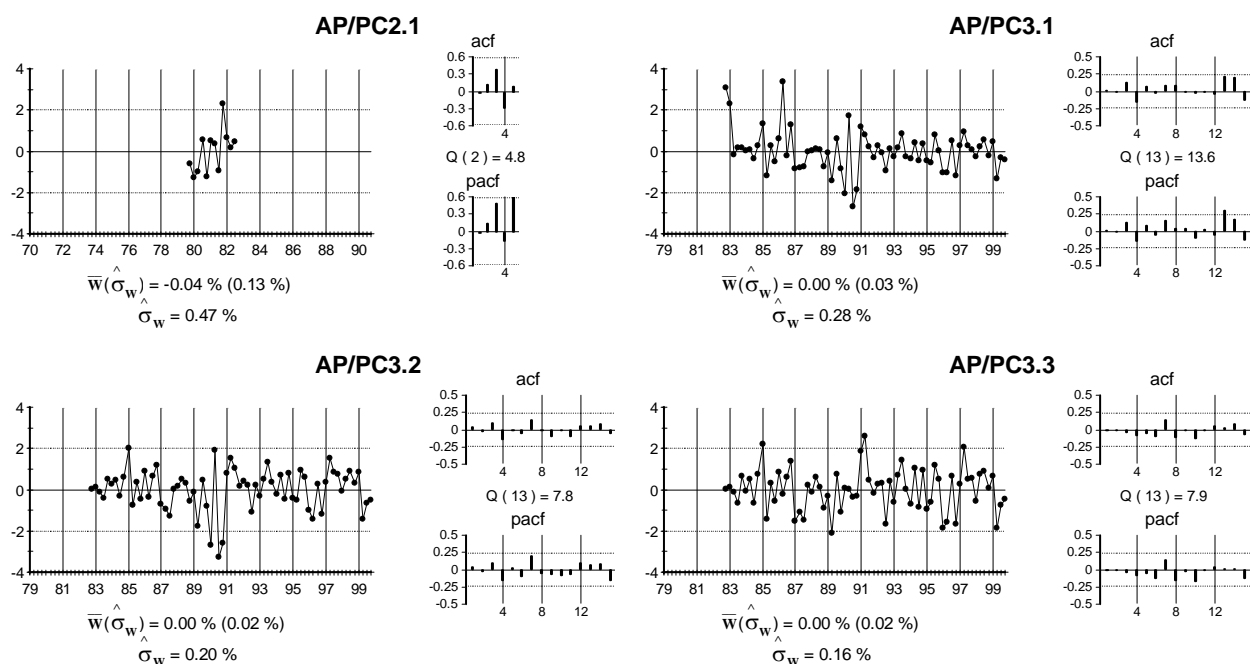 AP/PC2.1
4
2
0
-2
-4
70 72 74 76 78 80 82 84 86 88 90
acf
0.6
0.3
0
-0.3
-0.6
4
Q ( 2 ) = 4.8
pacf
0.6
0.3
0
-0.3
-0.6
4
w̅(σ̂w) = -0.04 % (0.13 %)
σ̂w = 0.47 %
AP/PC3.1
4
2
0
-2
-4
79 81 83 85 87 89 91 93 95 97 99
acf
0.5
0.25
0
-0.25
-0.5
4 8 12
Q ( 13 ) = 13.6
pacf
0.5
0.25
0
-0.25
-0.5
4 8 12
w̅(σ̂w) = 0.00 % (0.03 %)
σ̂w = 0.28 %
AP/PC3.2
4
2
0
-2
-4
79 81 83 85 87 89 91 93 95 97 99
acf
0.5
0.25
0
-0.25
-0.5
4 8 12
Q ( 13 ) = 7.8
pacf
0.5
0.25
0
-0.25
-0.5
4 8 12
w̅(σ̂w) = 0.00 % (0.02 %)
σ̂w = 0.20 %
AP/PC3.3
4
2
0
-2
-4
79 81 83 85 87 89 91 93 95 97 99
acf
0.5
0.25
0
-0.25
-0.5
4 8 12
Q ( 13 ) = 7.9
pacf
0.5
0.25
0
-0.25
-0.5
4 8 12
w̅(σ̂w) = 0.00 % (0.02 %)
σ̂w = 0.16 %